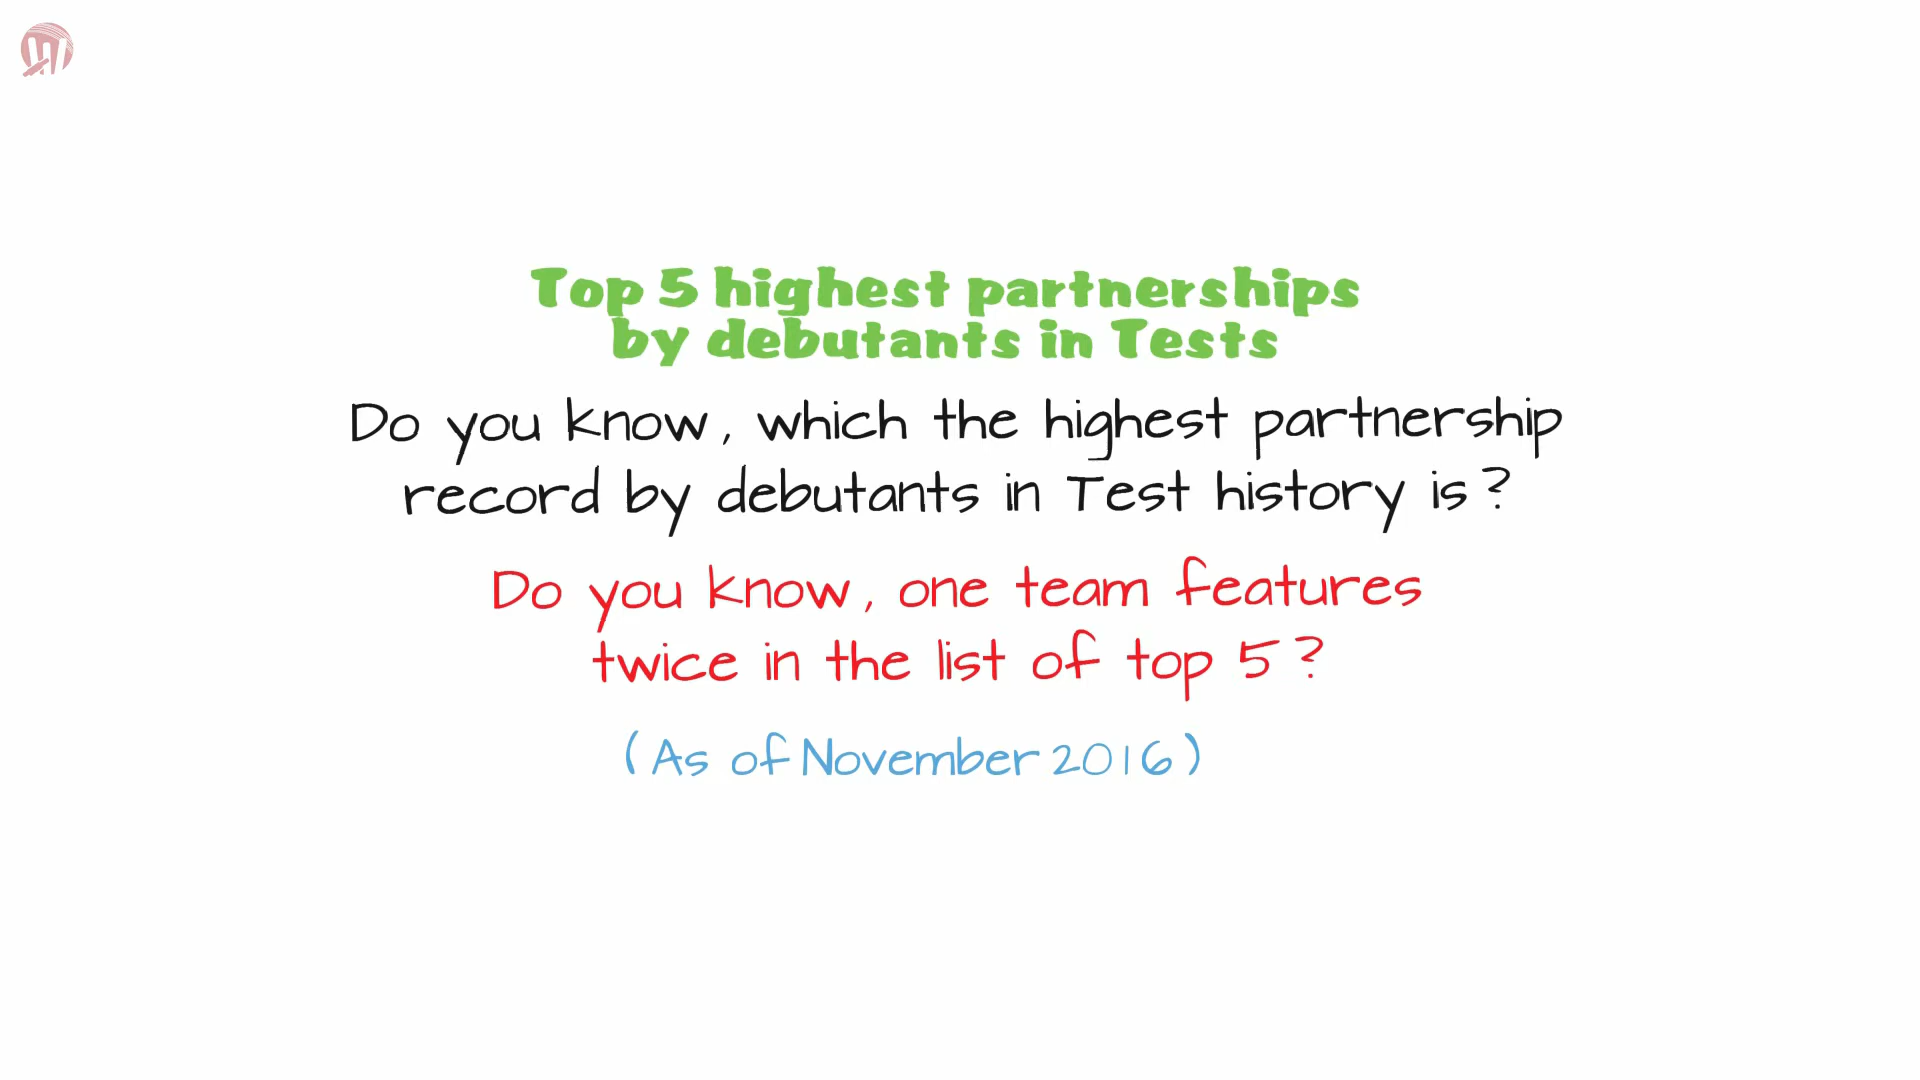 Top 5 highest partnerships
by debutants in Tests
Do you know, which the highest partnership
record by debutants in Test history is?
Do you know, one team features
twice in the list of top 5?
(As of November 2016)